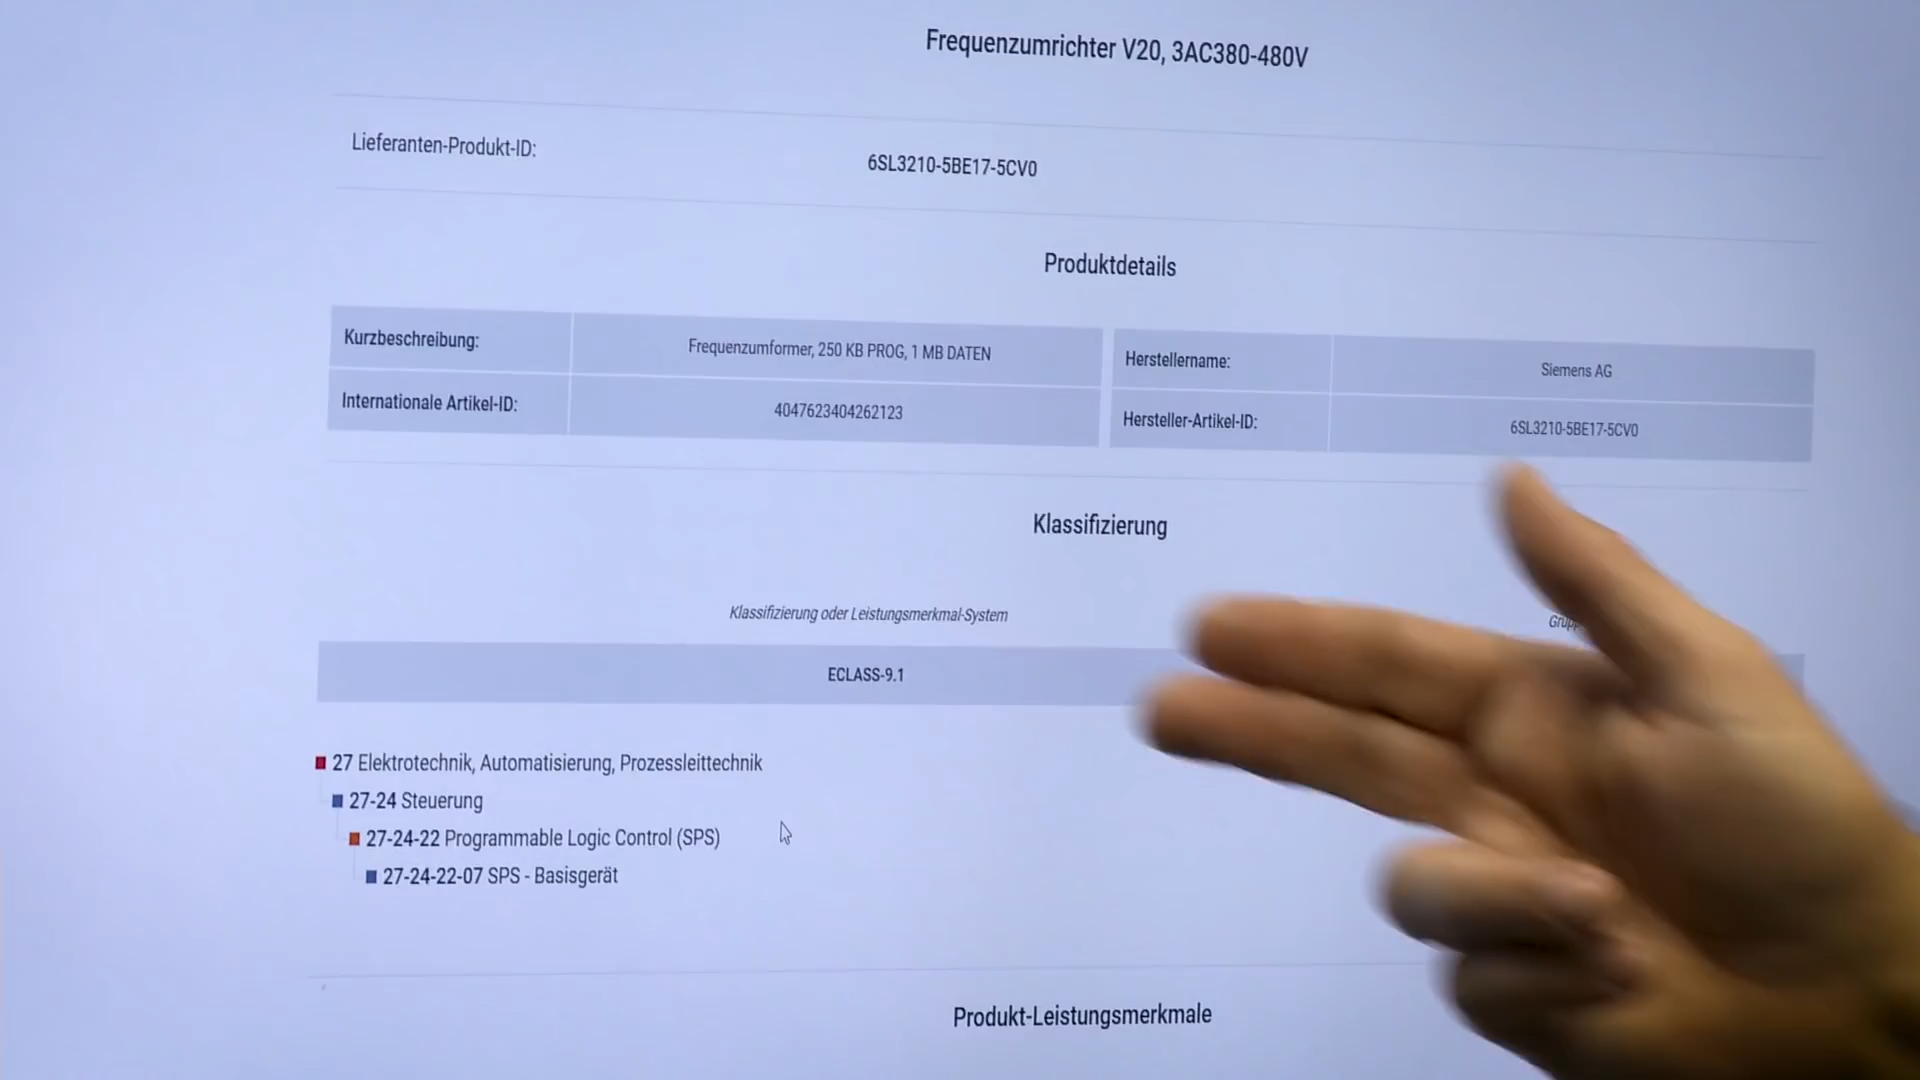 Frequenzumrichter V20, 3AC380-480V
Lieferanten-Produkt-ID:
6SL3210-5BE17-5CV0
Produktdetails
Kurzbeschreibung:
Frequenzumformer, 250 KB PROG, 1 MB DATEN
Herstellername:
Siemens AG
Internationale Artikel-ID:
4047623404262123
Hersteller-Artikel-ID:
6SL3210-5BE17-5CV0
Klassifizierung
Klassifizierung oder Leistungsmerkmal-System
ECLASS-9.1
27 Elektrotechnik, Automatisierung, Prozessleittechnik
27-24 Steuerung
27-24-22 Programmable Logic Control (SPS)
27-24-22-07 SPS - Basisgerät
Produkt-Leistungsmerkmale